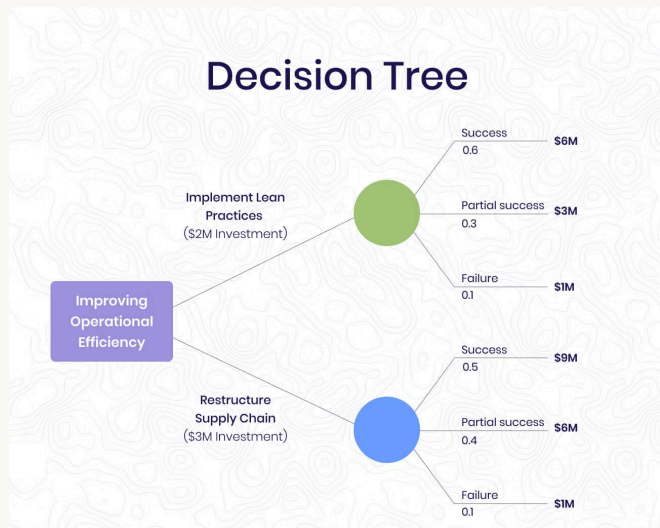 Decision Tree
Success
0.6
$6M
Implement Lean
Practices
($2M Investment)
Partial success
0.3
$3M
Failure
0.1
$1M
Improving
Operational
Efficiency
Success
0.5
$9M
Restructure
Supply Chain
($3M Investment)
Partial success
0.4
$6M
Failure
0.1
$1M